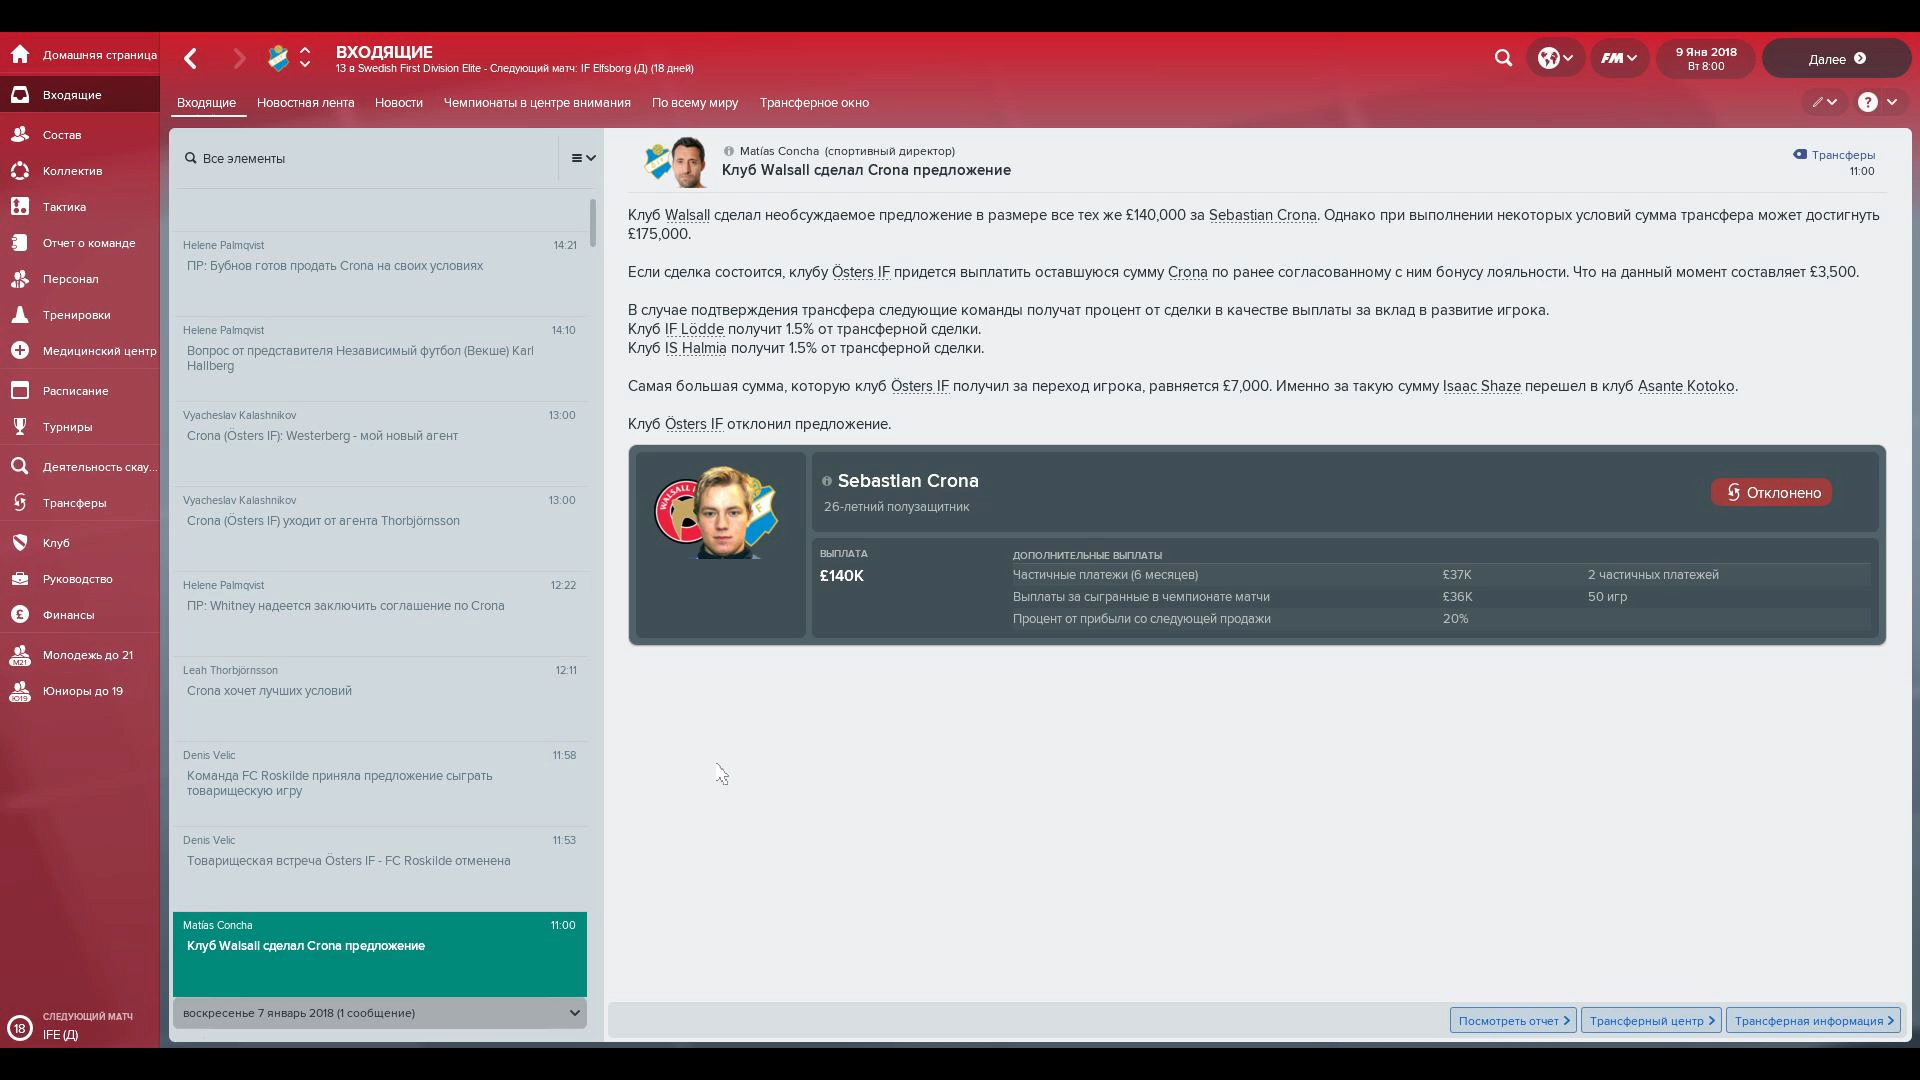 Домашняя страница
Входящие
Состав
Коллектив
Тактика
Отчет о команде
Персонал
Тренировки
Медицинский центр
Расписание
Турниры
Деятельность скау...
Трансферы
Клуб
Руководство
Финансы
Молодежь до 21
Юниоры до 19
18
СЛЕДУЮЩИЙ МАТЧ
IFE (Д)
ВХОДЯЩИЕ
13 в Swedish First Division Elite - Следующий матч: IF Elfsborg (Д) (18 дней)
FM
9 Янв 2018
Вт 8:00
Далее
Входящие Новостная лента Новости Чемпионаты в центре внимания По всему миру Трансферное окно
Все элементы
Helene Palmqvist 14:21
ПР: Бубнов готов продать Crona на своих условиях
Helene Palmqvist 14:10
Вопрос от представителя Независимый футбол (Векше) Karl
Hallberg
Vyacheslav Kalashnikov 13:00
Crona (Östers IF): Westerberg - мой новый агент
Vyacheslav Kalashnikov 13:00
Crona (Östers IF) уходит от агента Thorbjörnsson
Helene Palmqvist 12:22
ПР: Whitney надеется заключить соглашение по Crona
Leah Thorbjörnsson 12:11
Crona хочет лучших условий
Denis Velic 11:58
Команда FC Roskilde приняла предложение сыграть
товарищескую игру
Denis Velic 11:53
Товарищеская встреча Östers IF - FC Roskilde отменена
Matías Concha 11:00
Клуб Walsall сделал Crona предложение
воскресенье 7 январь 2018 (1 сообщение)
Matías Concha (спортивный директор)
Клуб Walsall сделал Crona предложение
Трансферы
11:00
Клуб Walsall сделал необсуждаемое предложение в размере все тех же £140,000 за Sebastian Crona. Однако при выполнении некоторых условий сумма трансфера может достигнуть
£175,000.
Если сделка состоится, клубу Östers IF придется выплатить оставшуюся сумму Crona по ранее согласованному с ним бонусу лояльности. Что на данный момент составляет £3,500.
В случае подтверждения трансфера следующие команды получат процент от сделки в качестве выплаты за вклад в развитие игрока.
Клуб IF Lödde получит 1.5% от трансферной сделки.
Клуб IS Halmia получит 1.5% от трансферной сделки.
Самая большая сумма, которую клуб Östers IF получил за переход игрока, равняется £7,000. Именно за такую сумму Isaac Shaze перешел в клуб Asante Kotoko.
Клуб Östers IF отклонил предложение.
Sebastian Crona
26-летний полузащитник
Отклонено
ВЫПЛАТА
£140K
ДОПОЛНИТЕЛЬНЫЕ ВЫПЛАТЫ
Частичные платежи (6 месяцев) £37K 2 частичных платежей
Выплаты за сыгранные в чемпионате матчи £36K 50 игр
Процент от прибыли со следующей продажи 20%
Посмотреть отчет Трансферный центр Трансферная информация